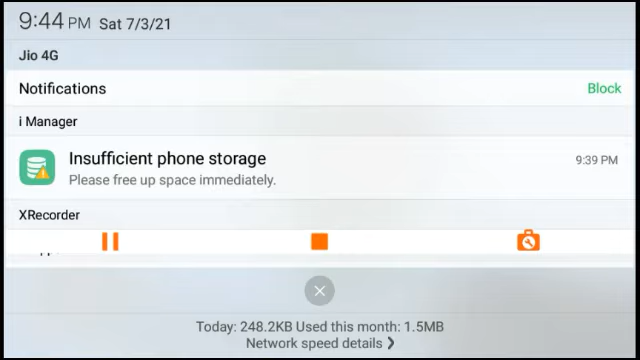 9:44 PM Sat 7/3/21
Jio 4G
Notifications Block
i Manager
Insufficient phone storage 9:39 PM
Please free up space immediately.
XRecorder
Today: 248.2KB Used this month: 1.5MB
Network speed details